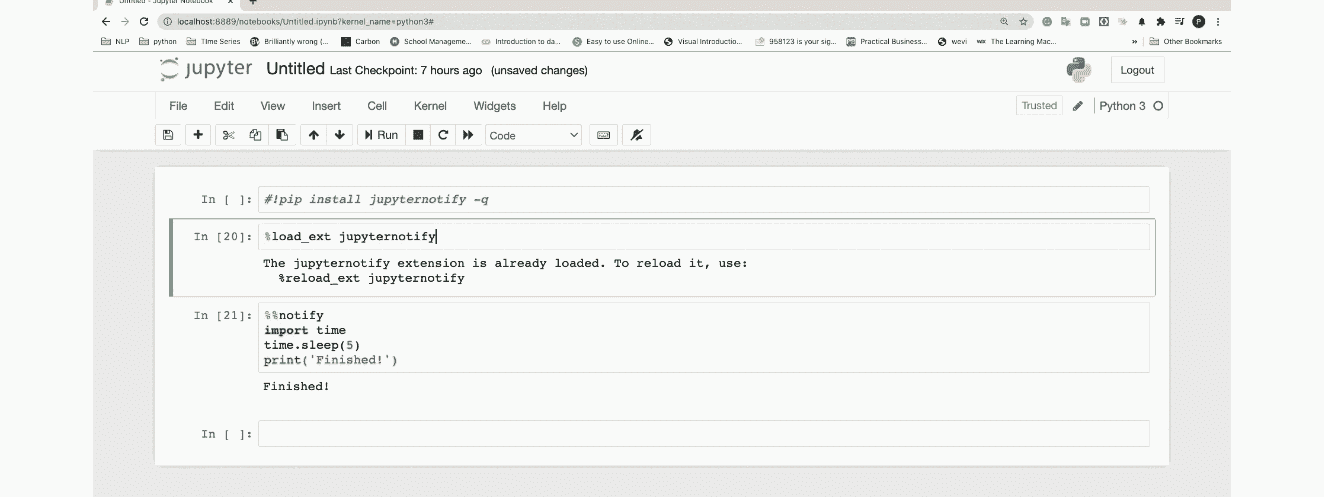 Untitled - Jupyter Notebook
localhost:8889/notebooks/Untitled.ipynb?kernel_name=python3#
P
NLP python Time Series Brilliantly wrong (... Carbon School Manageme... Introduction to da... Easy to use Online... Visual Introductio... 958123 is your sig... Practical Business... wevi The Learning Mac... » Other Bookmarks
jupyter Untitled Last Checkpoint: 7 hours ago (unsaved changes) Logout
File Edit View Insert Cell Kernel Widgets Help Trusted Python 3
Run Code
In [ ]: #!pip install jupyternotify -q
In [20]: %load_ext jupyternotify
The jupyternotify extension is already loaded. To reload it, use:
%reload_ext jupyternotify
In [21]: %%notify
import time
time.sleep(5)
print('Finished!')
Finished!
In [ ]: